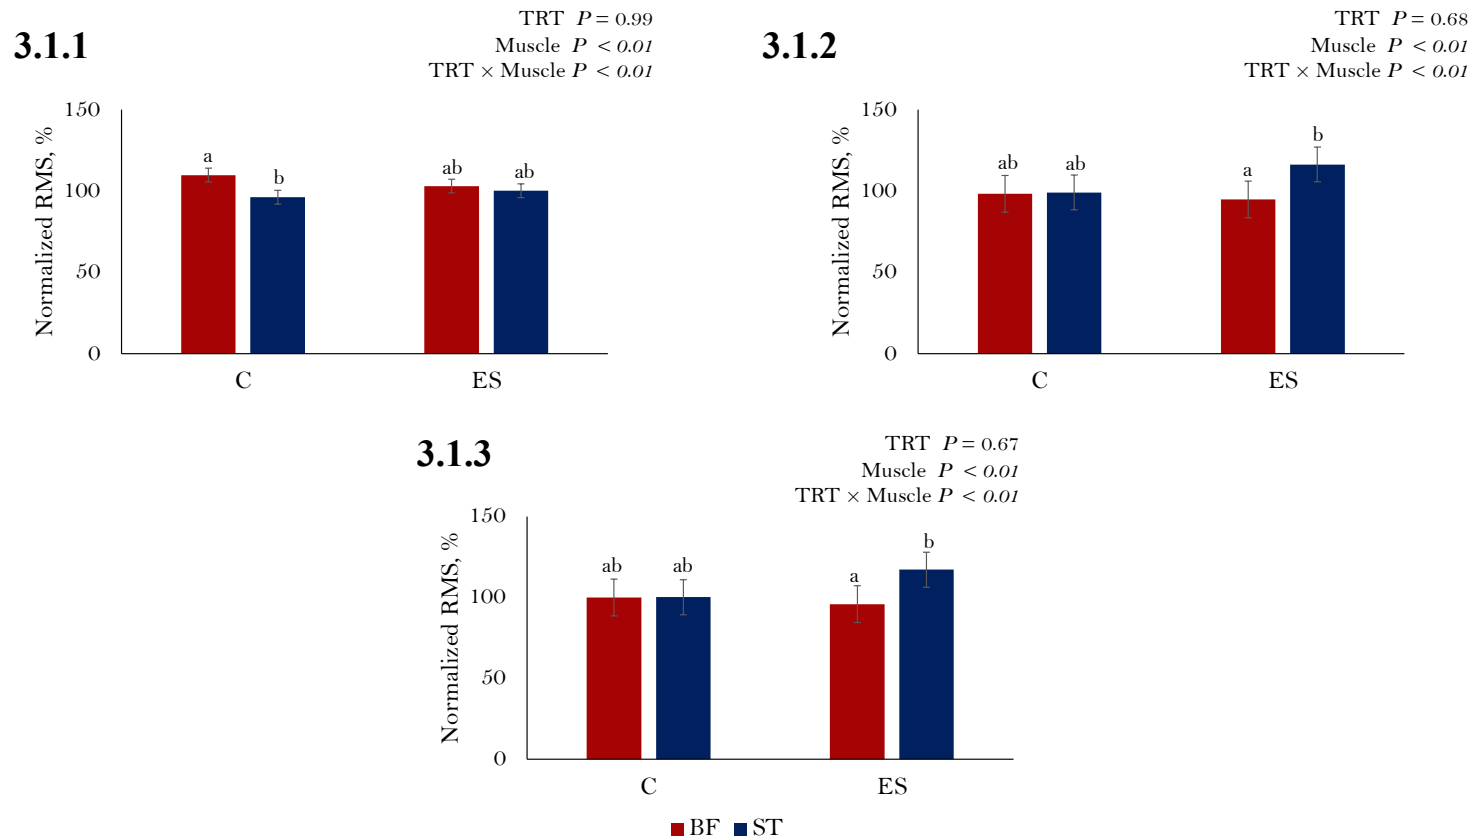 3.1.1
TRT P = 0.99
Muscle P < 0.01
TRT × Muscle P < 0.01
Normalized RMS, %
150
100
50
0
a
b
ab
ab
C
ES
3.1.2
TRT P = 0.68
Muscle P < 0.01
TRT × Muscle P < 0.01
Normalized RMS, %
150
100
50
0
ab
ab
a
b
C
ES
3.1.3
TRT P = 0.67
Muscle P < 0.01
TRT × Muscle P < 0.01
Normalized RMS, %
150
100
50
0
ab
ab
a
b
C
ES
BF ST